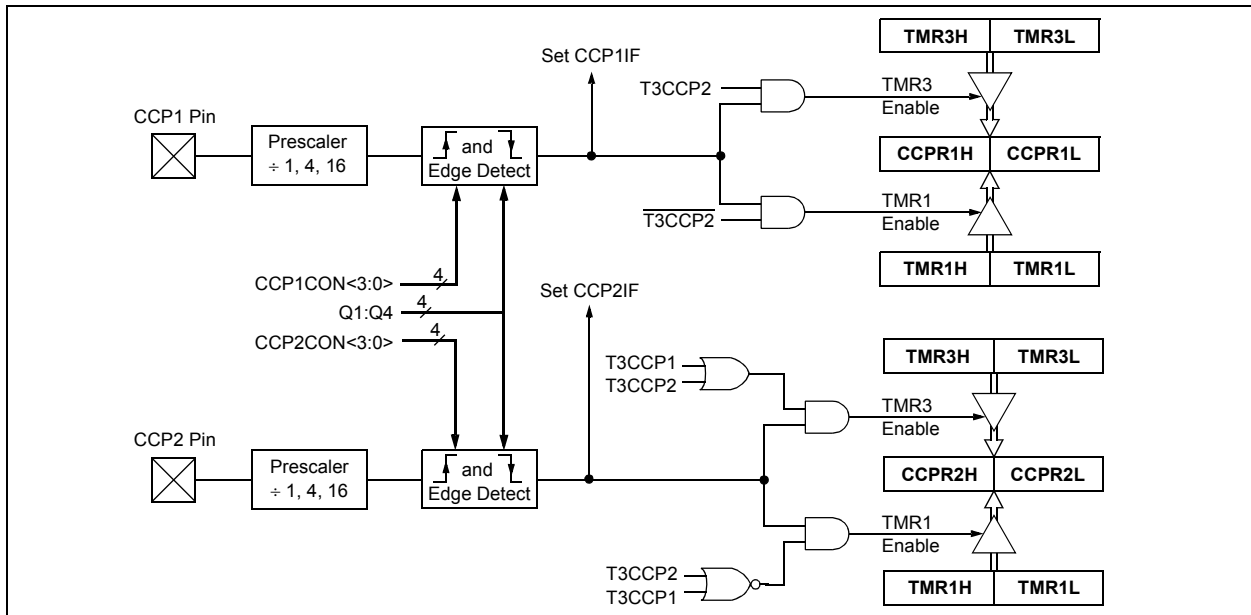 TMR3H TMR3L
Set CCP1IF
T3CCP2
TMR3
Enable
CCP1 Pin
Prescaler
÷ 1, 4, 16
and
Edge Detect
CCPR1H CCPR1L
T3CCP2
TMR1
Enable
TMR1H TMR1L
CCP1CON<3:0> 4
Q1:Q4 4
CCP2CON<3:0> 4
Set CCP2IF
TMR3H TMR3L
T3CCP1
T3CCP2
TMR3
Enable
CCP2 Pin
Prescaler
÷ 1, 4, 16
and
Edge Detect
CCPR2H CCPR2L
TMR1
Enable
T3CCP2
T3CCP1
TMR1H TMR1L